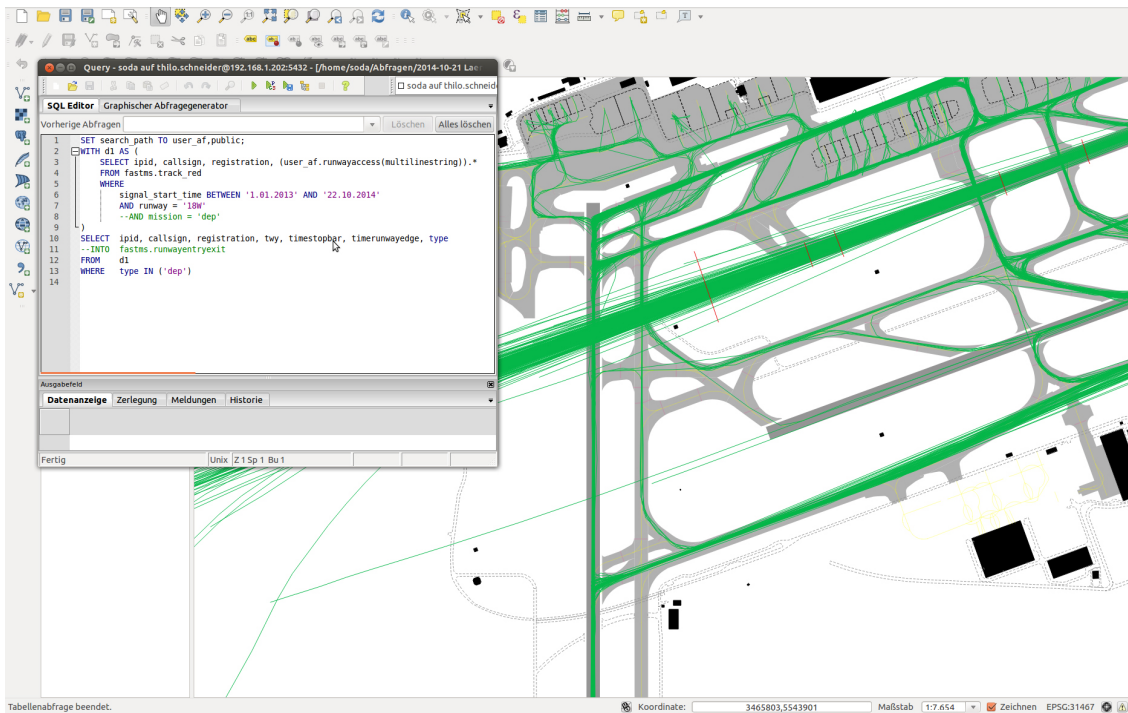 Query - soda auf thilo.schneider@192.168.1.202:5432 - [/home/soda/Abfragen/2014-10-21 Laer
soda auf thilo.schneid
SQL Editor Graphischer Abfragegenerator
Vorherige Abfragen Löschen Alles löschen
1 SET search_path TO user_af,public;
2 WITH d1 AS (
3 SELECT ipid, callsign, registration, (user_af.runwayaccess(multilinestring)).*
4 FROM fastms.track_red
5 WHERE
6 signal_start_time BETWEEN '1.01.2013' AND '22.10.2014'
7 AND runway = '18W'
8 --AND mission = 'dep'
9 )
10 SELECT ipid, callsign, registration, twy, timestopbar, timerunwayedge, type
11 --INTO fastms.runwayentryexit
12 FROM d1
13 WHERE type IN ('dep')
14
Ausgabefeld
Datenanzeige Zerlegung Meldungen Historie
Fertig Unix Z 1 Sp 1 Bu 1
Tabellenabfrage beendet. Koordinate: 3465803,5543901 Maßstab 1:7.654 Zeichnen EPSG:31467